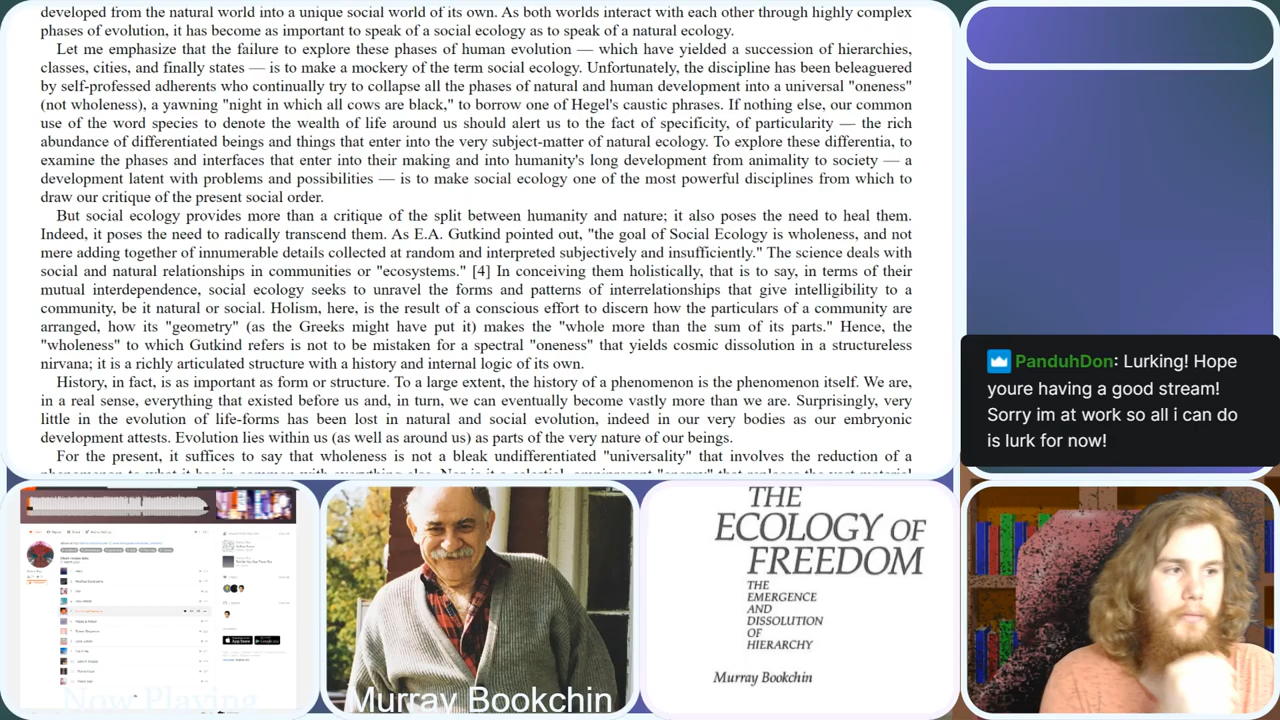 developed from the natural world into a unique social world of its own. As both worlds interact with each other through highly complex
phases of evolution, it has become as important to speak of a social ecology as to speak of a natural ecology.
Let me emphasize that the failure to explore these phases of human evolution — which have yielded a succession of hierarchies,
classes, cities, and finally states — is to make a mockery of the term social ecology. Unfortunately, the discipline has been beleaguered
by self-professed adherents who continually try to collapse all the phases of natural and human development into a universal "oneness"
(not wholeness), a yawning "night in which all cows are black," to borrow one of Hegel's caustic phrases. If nothing else, our common
use of the word species to denote the wealth of life around us should alert us to the fact of specificity, of particularity — the rich
abundance of differentiated beings and things that enter into the very subject-matter of natural ecology. To explore these differentia, to
examine the phases and interfaces that enter into their making and into humanity's long development from animality to society — a
development latent with problems and possibilities — is to make social ecology one of the most powerful disciplines from which to
draw our critique of the present social order.
But social ecology provides more than a critique of the split between humanity and nature; it also poses the need to heal them.
Indeed, it poses the need to radically transcend them. As E.A. Gutkind pointed out, "the goal of Social Ecology is wholeness, and not
mere adding together of innumerable details collected at random and interpreted subjectively and insufficiently." The science deals with
social and natural relationships in communities or "ecosystems." [4] In conceiving them holistically, that is to say, in terms of their
mutual interdependence, social ecology seeks to unravel the forms and patterns of interrelationships that give intelligibility to a
community, be it natural or social. Holism, here, is the result of a conscious effort to discern how the particulars of a community are
arranged, how its "geometry" (as the Greeks might have put it) makes the "whole more than the sum of its parts." Hence, the
"wholeness" to which Gutkind refers is not to be mistaken for a spectral "oneness" that yields cosmic dissolution in a structureless
nirvana; it is a richly articulated structure with a history and internal logic of its own.
History, in fact, is as important as form or structure. To a large extent, the history of a phenomenon is the phenomenon itself. We are,
in a real sense, everything that existed before us and, in turn, we can eventually become vastly more than we are. Surprisingly, very
little in the evolution of life-forms has been lost in natural and social evolution, indeed in our very bodies as our embryonic
development attests. Evolution lies within us (as well as around us) as parts of the very nature of our beings.
For the present, it suffices to say that wholeness is not a bleak undifferentiated "universality" that involves the reduction of a
phenomenon to what it has in common with everything else. Nor is it a celestial, omnipresent "energy" that replaces the vast material
PanduhDon: Lurking! Hope
youre having a good stream!
Sorry im at work so all i can do
is lurk for now!
Now Playing
Murray Bookchin
THE
ECOLOGY OF
FREEDOM
THE
EMERGENCE
AND
DISSOLUTION
OF
HIERARCHY
Murray Bookchin